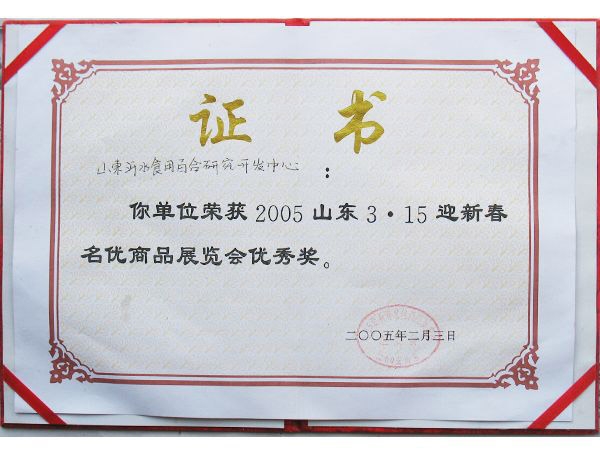 证书
山东沂水食用百合研究开发中心：
你单位荣获2005山东3·15迎新春
名优商品展览会优秀奖。
二〇〇五年二月三日